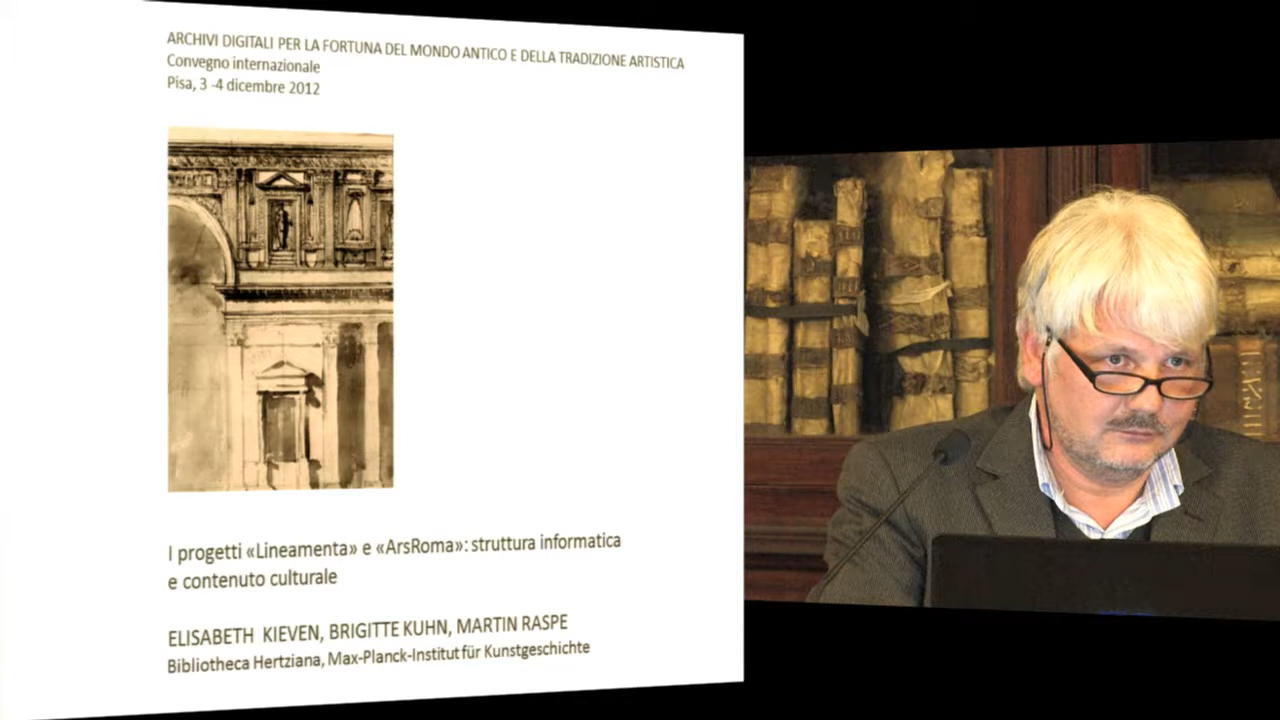 ARCHIVI DIGITALI PER LA FORTUNA DEL MONDO ANTICO E DELLA TRADIZIONE ARTISTICA
Convegno internazionale
Pisa, 3 -4 dicembre 2012
I progetti «Lineamenta» e «ArsRoma»: struttura informatica
e contenuto culturale
ELISABETH KIEVEN, BRIGITTE KUHN, MARTIN RASPE
Bibliotheca Hertziana, Max-Planck-Institut für Kunstgeschichte